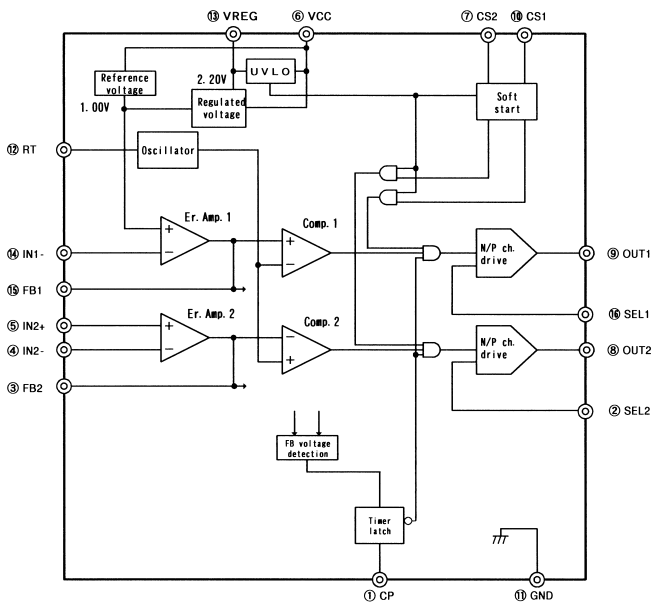 ⑬ VREG
⑥ VCC
⑦ CS2
⑩ CS1
Reference
voltage
2. 20V
UVLO
1. 00V
Regulated
voltage
Soft
start
⑫ RT
Oscillator
Er. Amp. 1
Comp. 1
N/P ch.
drive
⑨ OUT1
⑭ IN1-
⑮ FB1
⑯ SEL1
⑤ IN2+
Er. Amp. 2
Comp. 2
N/P ch.
drive
⑧ OUT2
④ IN2-
③ FB2
② SEL2
FB voltage
detection
Timer
latch
① CP
⑪ GND